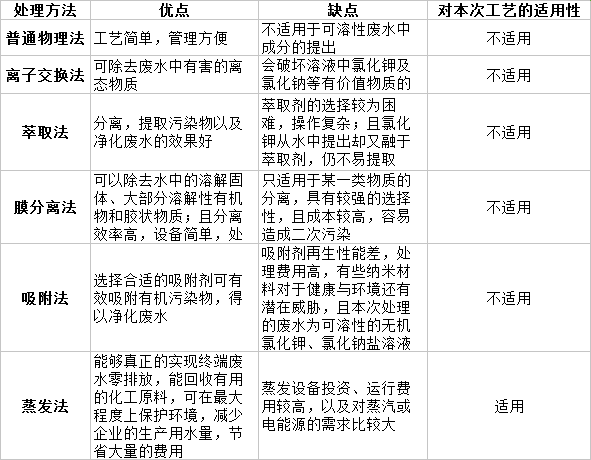 处理方法 优点 缺点 对本次工艺的适用性
普通物理法 工艺简单，管理方便 不适用于可溶性废水中
成分的提出 不适用
离子交换法 可除去废水中有害的离
态物质 会破坏溶液中氯化钾及
氯化钠等有价值物质的 不适用
萃取法 分离，提取污染物以及
净化废水的效果好 萃取剂的选择较为困
难，操作复杂；且氯化
钾从水中提出却又融于
萃取剂，仍不易提取 不适用
膜分离法 可以除去水中的溶解固
体、大部分溶解性有机
物和胶状物质；且分离
效率高，设备简单，处 只适用于某一类物质的
分离，具有较强的选择
性，且成本较高，容易
造成二次污染 不适用
吸附法 选择合适的吸附剂可有
效吸附有机污染物，得
以净化废水 吸附剂再生性能差，处
理费用高，有些纳米材
料对于健康与环境还有
潜在威胁，且本次处理
的废水为可溶性的无机
氯化钾、氯化钠盐溶液 不适用
蒸发法 能够真正的实现终端废
水零排放，能回收有用
的化工原料，可在最大
程度上保护环境，减少
企业的生产用水量，节
省大量的费用 蒸发设备投资、运行费
用较高，以及对蒸汽或
电能源的需求比较大 适用